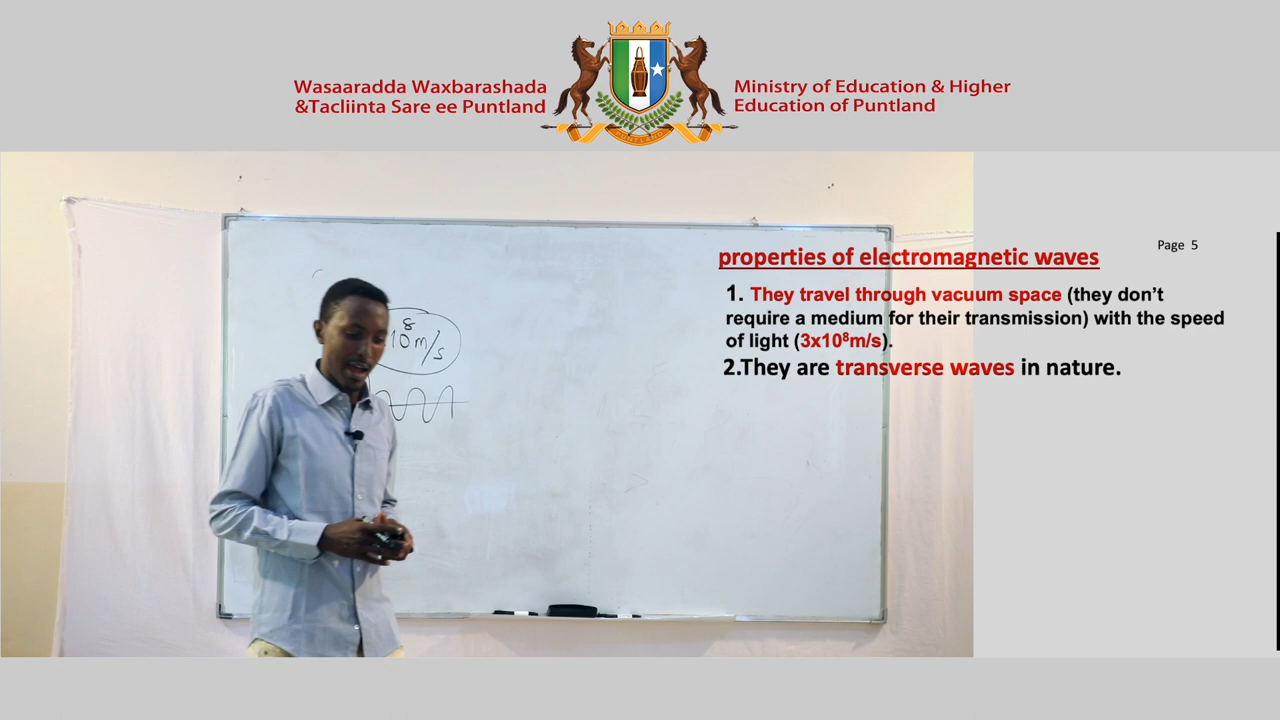 Wasaaradda Waxbarashada
&Tacliinta Sare ee Puntland
Ministry of Education & Higher
Education of Puntland
PUNTLAND
Page 5
properties of electromagnetic waves
1. They travel through vacuum space (they don’t
require a medium for their transmission) with the speed
of light (3x10⁸m/s).
2.They are transverse waves in nature.
10⁸m/s